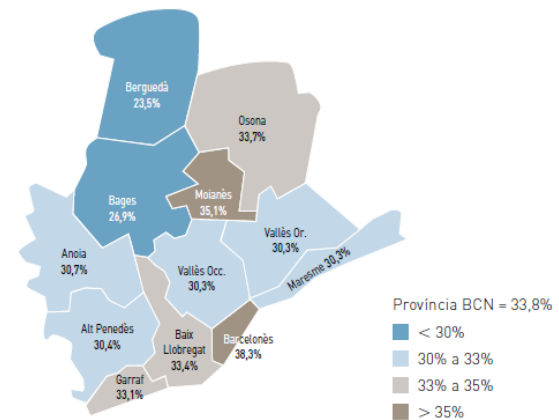 Berguedà
23,5%
Osona
33,7%
Bages
26,9%
Moianès
35,1%
Anoia
30,7%
Vallès Occ.
30,3%
Vallès Or.
30,3%
Maresme 30,3%
Alt Penedès
30,4%
Baix
Llobregat
33,4%
Barcelonès
38,3%
Garraf
33,1%
Província BCN = 33,8%
< 30%
30% a 33%
33% a 35%
> 35%